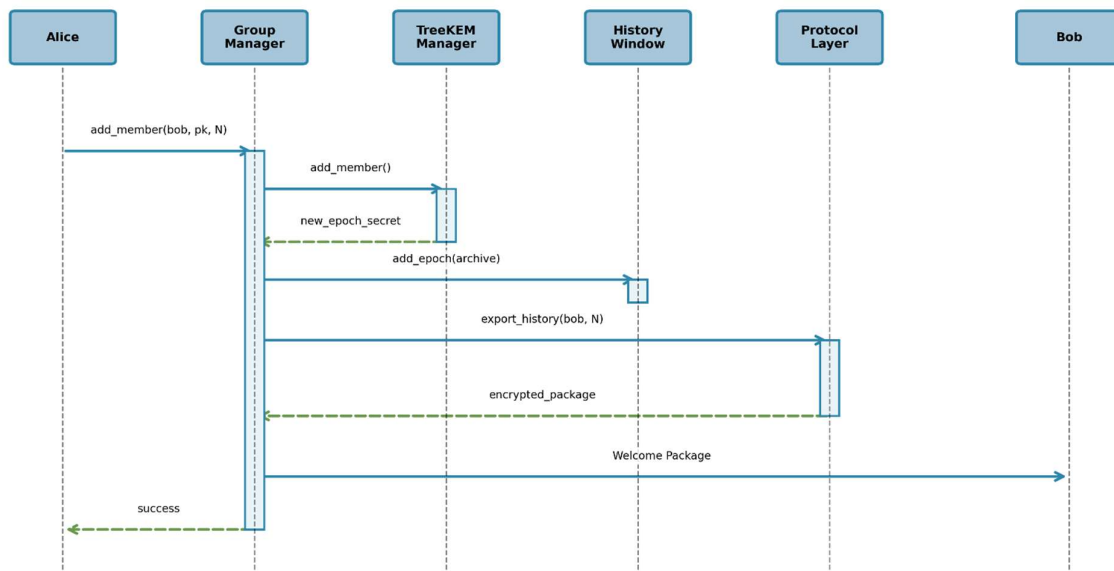 Alice
Group
Manager
TreeKEM
Manager
History
Window
Protocol
Layer
Bob
add_member(bob, pk, N)
add_member()
new_epoch_secret
add_epoch(archive)
export_history(bob, N)
encrypted_package
Welcome Package
success